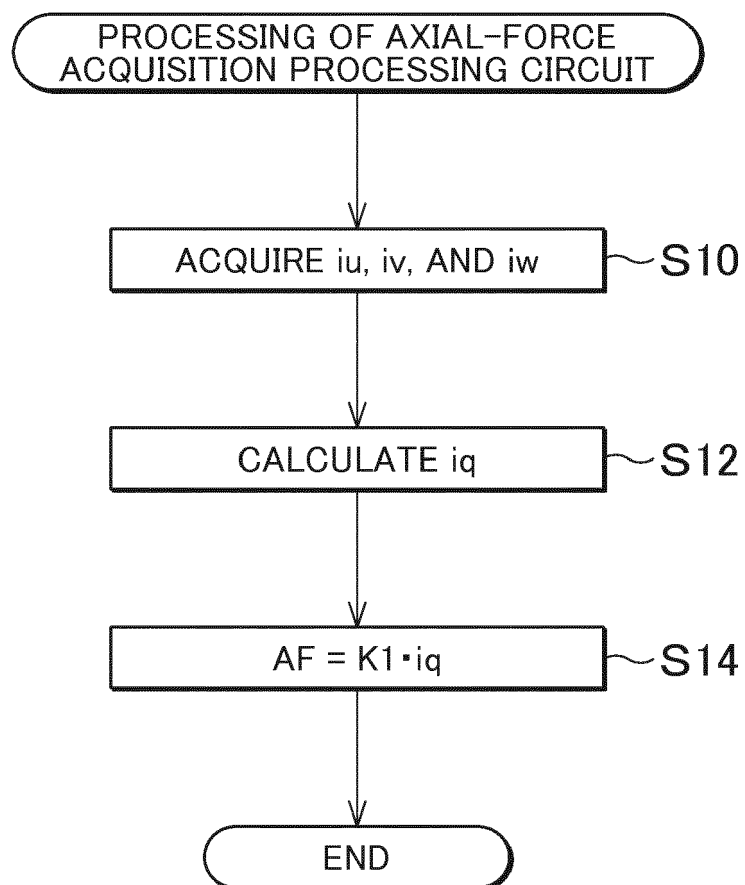 PROCESSING OF AXIAL-FORCE
ACQUISITION PROCESSING CIRCUIT
ACQUIRE iu, iv, AND iw
S10
CALCULATE iq
S12
AF = K1▪iq
S14
END